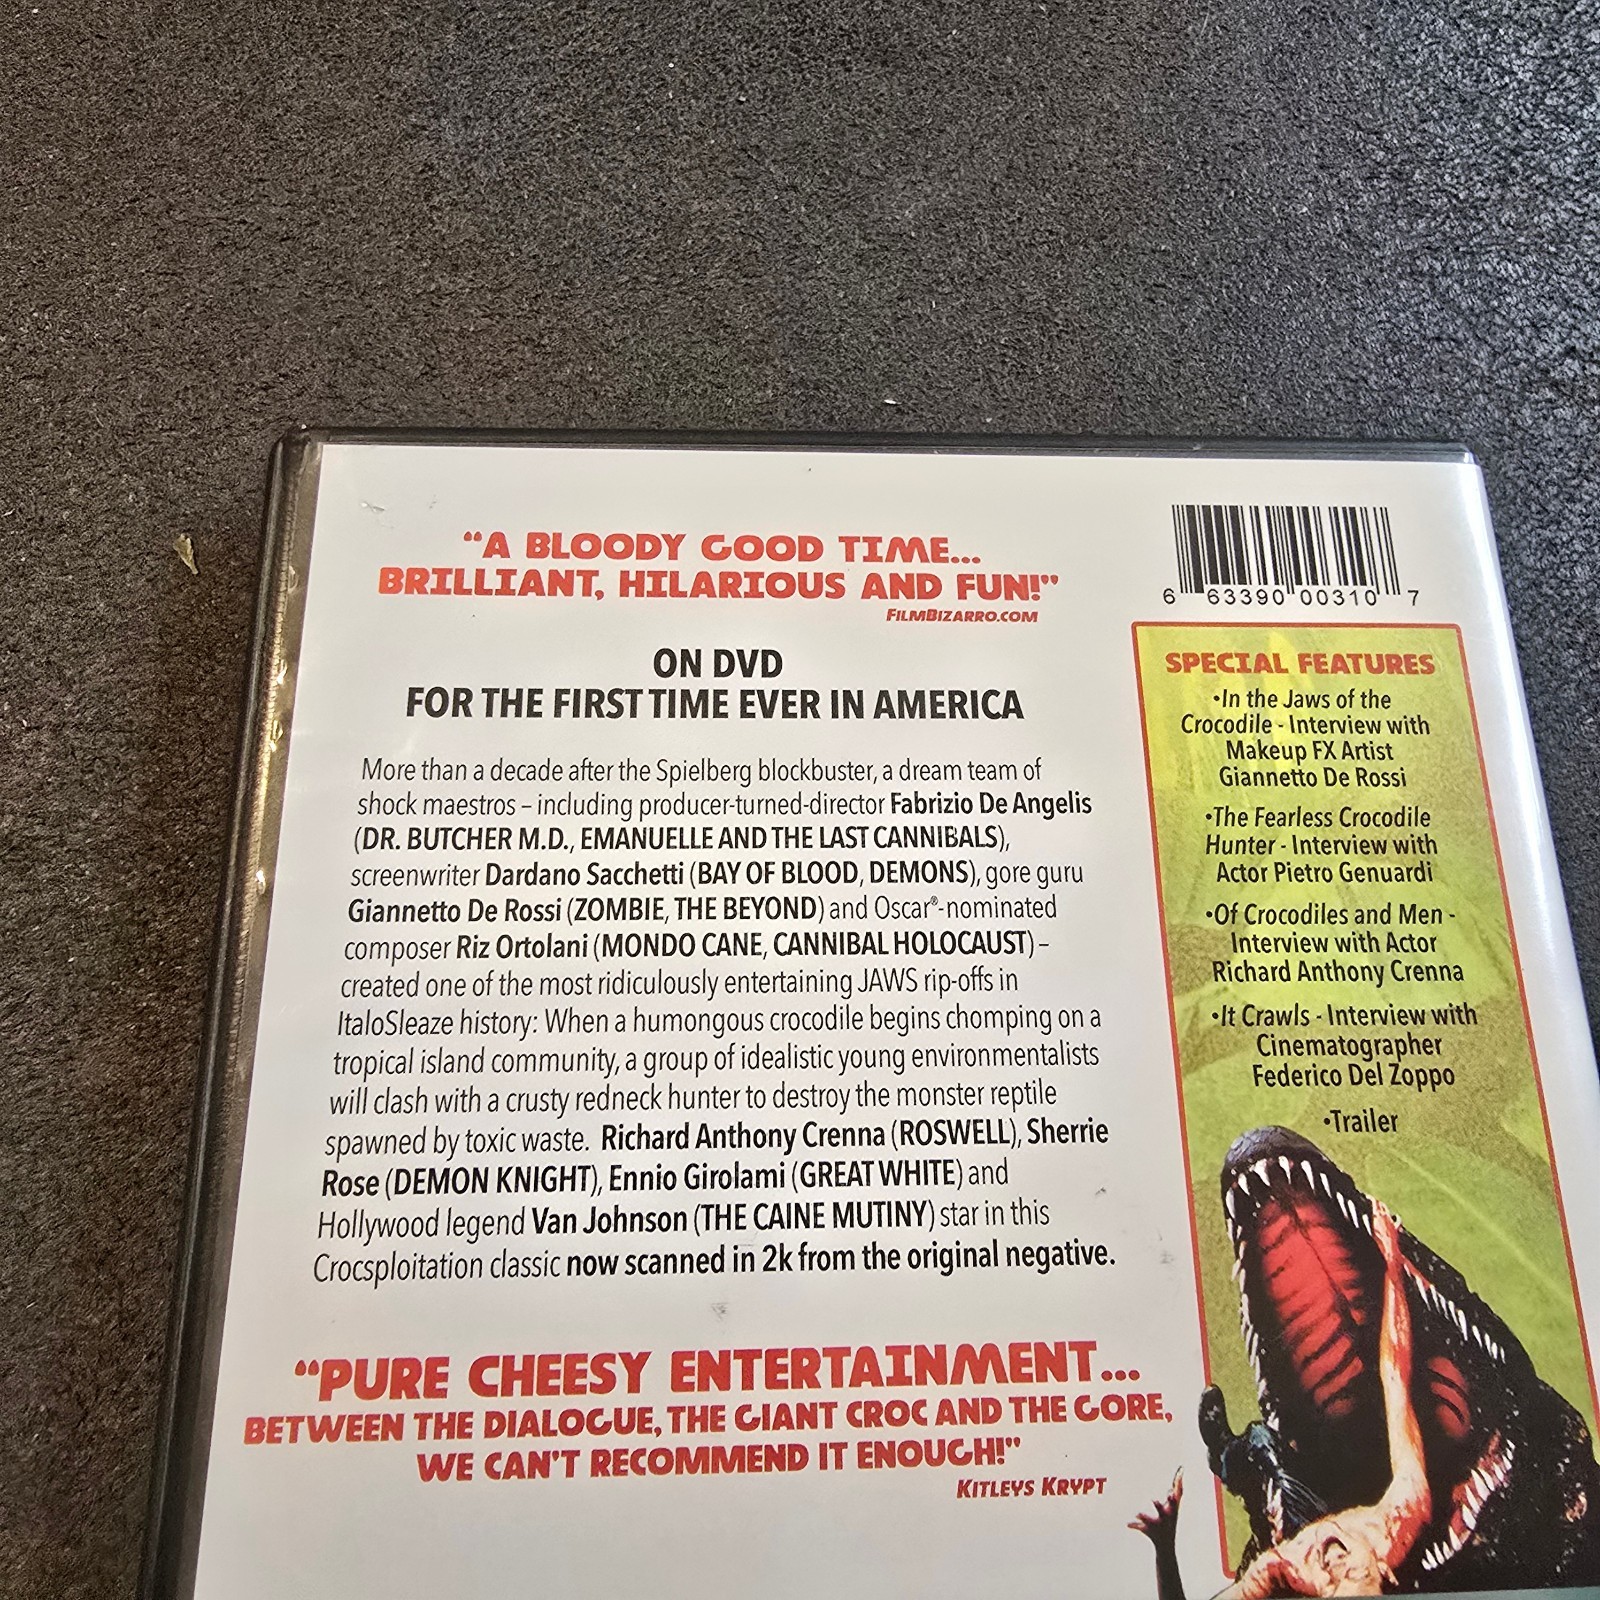 “A BLOODY GOOD TIME...
BRILLIANT, HILARIOUS AND FUN!”
FILMBIZARRO.COM
ON DVD
FOR THE FIRST TIME EVER IN AMERICA
More than a decade after the Spielberg blockbuster, a dream team of
shock maestros – including producer-turned-director Fabrizio De Angelis
(DR. BUTCHER M.D., EMANUELLE AND THE LAST CANNIBALS),
screenwriter Dardano Sacchetti (BAY OF BLOOD, DEMONS), gore guru
Giannetto De Rossi (ZOMBIE, THE BEYOND) and Oscar®-nominated
composer Riz Ortolani (MONDO CANE, CANNIBAL HOLOCAUST) –
created one of the most ridiculously entertaining JAWS rip-offs in
ItaloSleaze history: When a humongous crocodile begins chomping on a
tropical island community, a group of idealistic young environmentalists
will clash with a crusty redneck hunter to destroy the monster reptile
spawned by toxic waste. Richard Anthony Crenna (ROSWELL), Sherrie
Rose (DEMON KNIGHT), Ennio Girolami (GREAT WHITE) and
Hollywood legend Van Johnson (THE CAINE MUTINY) star in this
Crocsploitation classic now scanned in 2k from the original negative.
“PURE CHEESY ENTERTAINMENT...
BETWEEN THE DIALOGUE, THE GIANT CROC AND THE GORE,
WE CAN'T RECOMMEND IT ENOUGH!”
KITLEYS KRYPT
6 63390 00310 7
SPECIAL FEATURES
•In the Jaws of the
Crocodile - Interview with
Makeup FX Artist
Giannetto De Rossi
•The Fearless Crocodile
Hunter - Interview with
Actor Pietro Genuardi
•Of Crocodiles and Men -
Interview with Actor
Richard Anthony Crenna
•It Crawls - Interview with
Cinematographer
Federico Del Zoppo
•Trailer